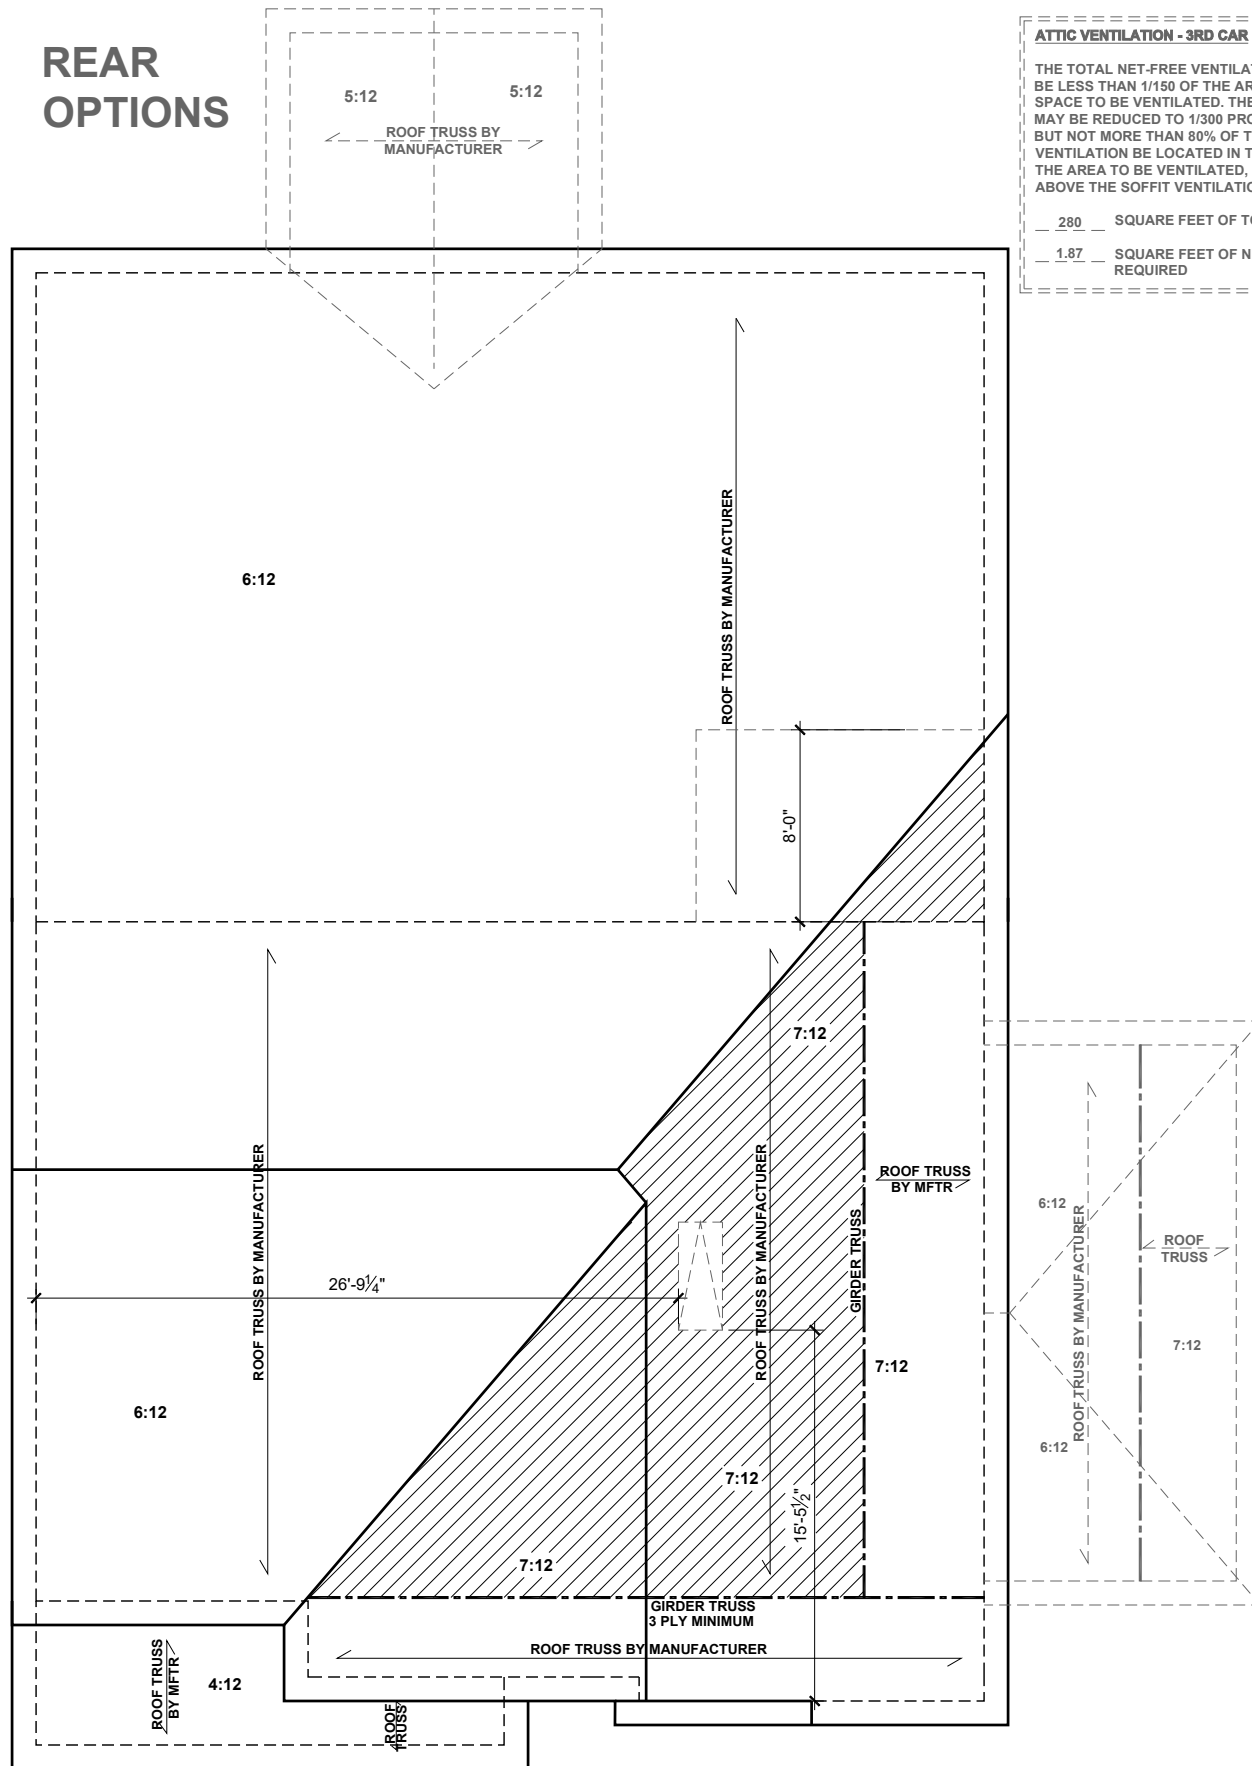 REAR
OPTIONS
5:12
5:12
ROOF TRUSS BY
MANUFACTURER
ATTIC VENTILATION - 3RD CAR
THE TOTAL NET-FREE VENTILA
BE LESS THAN 1/150 OF THE AR
SPACE TO BE VENTILATED. THE
MAY BE REDUCED TO 1/300 PRO
BUT NOT MORE THAN 80% OF T
VENTILATION BE LOCATED IN T
THE AREA TO BE VENTILATED,
ABOVE THE SOFFIT VENTILATIO
280 SQUARE FEET OF TO
1.87 SQUARE FEET OF N
REQUIRED
6:12
ROOF TRUSS BY MANUFACTURER
8'-0"
7:12
ROOF TRUSS BY MANUFACTURER
ROOF TRUSS BY MANUFACTURER
GIRDER TRUSS
ROOF TRUSS
BY MFTR
6:12
ROOF TRUSS BY MANUFACTURER
ROOF
TRUSS
26'-9¼"
7:12
7:12
6:12
6:12
7:12
15'-5½"
7:12
GIRDER TRUSS
3 PLY MINIMUM
ROOF TRUSS BY MANUFACTURER
ROOF TRUSS
BY MFTR
4:12
ROOF
TRUSS